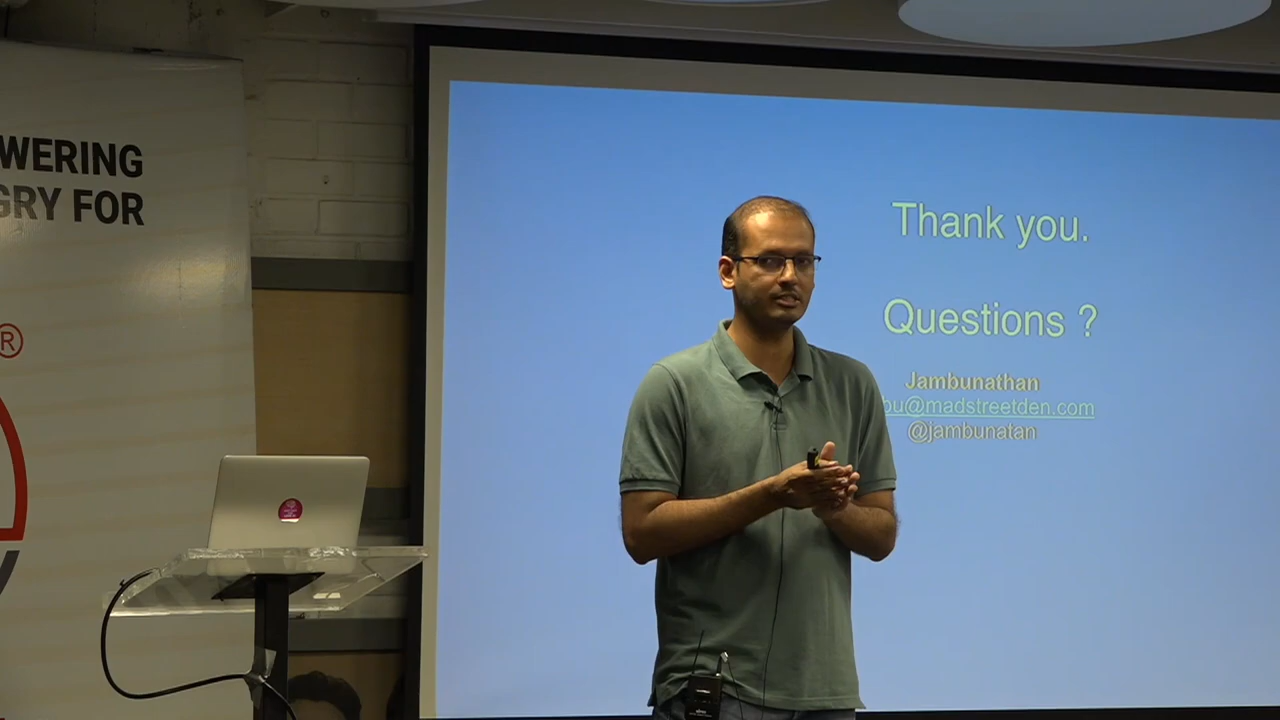 WERING
GRY FOR
®
Thank you.
Questions ?
Jambunathan
bu@madstreetden.com
@jambunatan